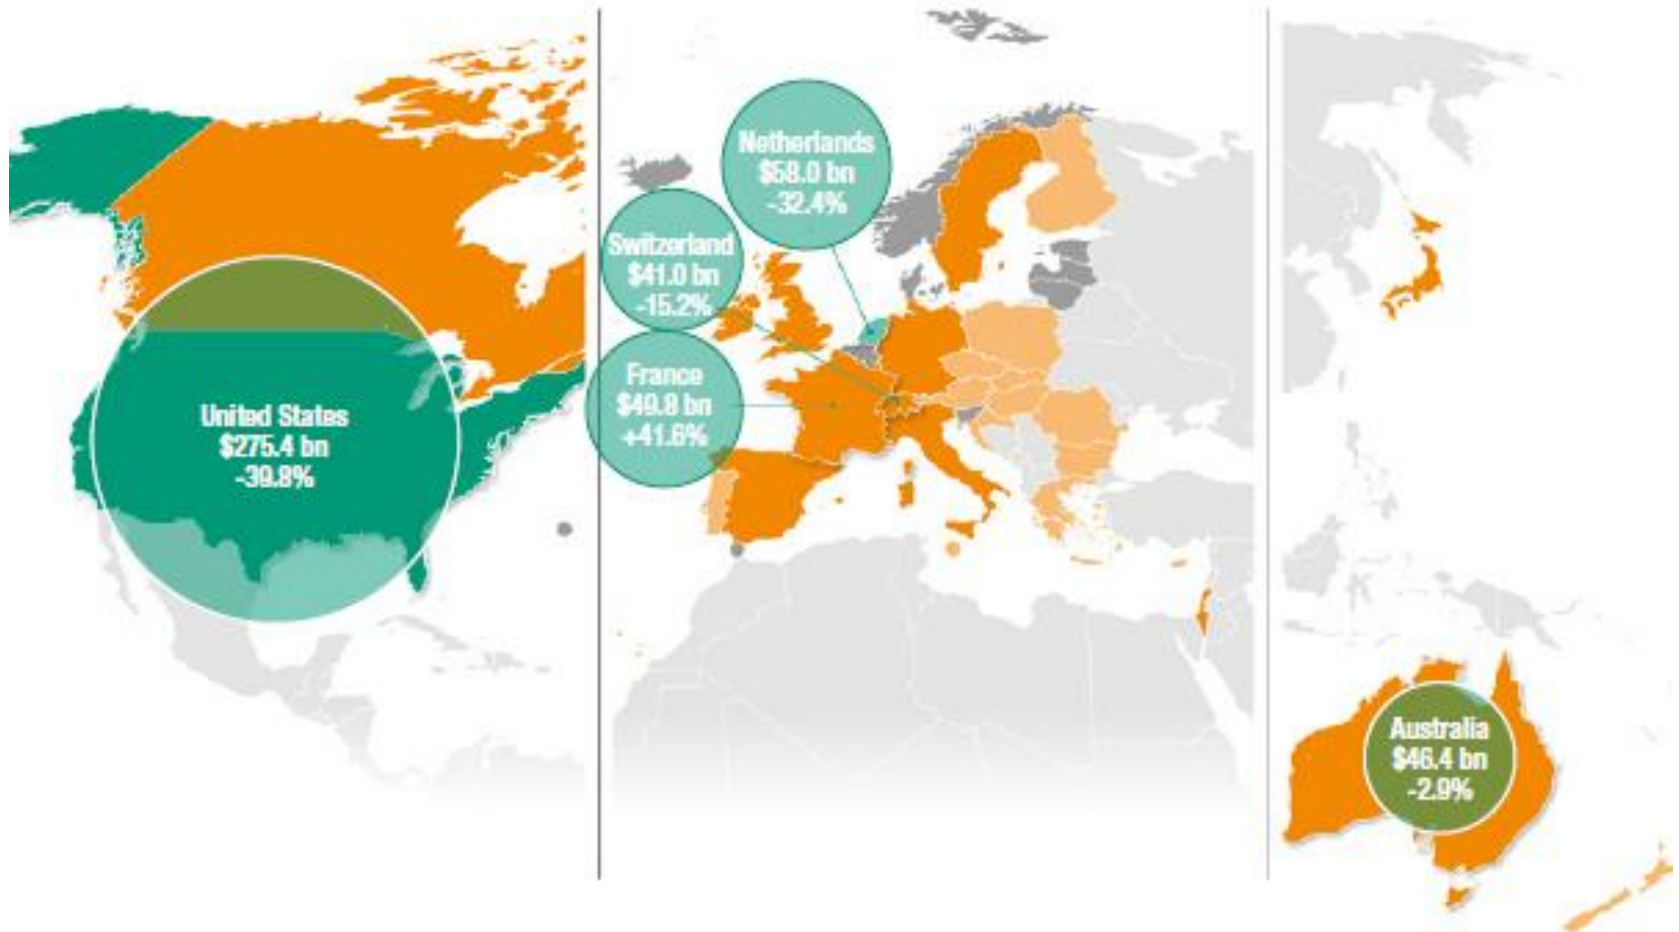 United States
$275.4 bn
-39.8%
Netherlands
$58.0 bn
-32.4%
Switzerland
$41.0 bn
-15.2%
France
$49.8 bn
+41.6%
Australia
$46.4 bn
-2.9%